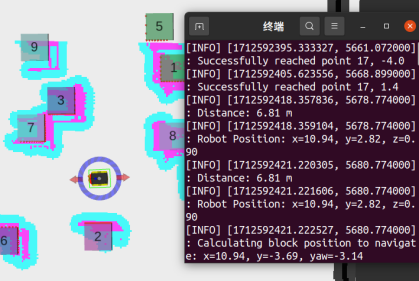 5
9
1
3
7
8
2
6
终端
[INFO] [1712592395.333327, 5661.072000]
: Successfully reached point 17, -4.0
[INFO] [1712592405.623556, 5668.899000]
: Successfully reached point 17, 1.4
[INFO] [1712592418.357836, 5678.774000]
: Distance: 6.81 m
[INFO] [1712592418.359104, 5678.774000]
: Robot Position: x=10.94, y=2.82, z=0.
90
[INFO] [1712592421.220305, 5680.774000]
: Distance: 6.81 m
[INFO] [1712592421.221606, 5680.774000]
: Robot Position: x=10.94, y=2.82, z=0.
90
[INFO] [1712592421.222527, 5680.774000]
: Calculating block position to navigat
e: x=10.94, y=-3.69, yaw=-3.14